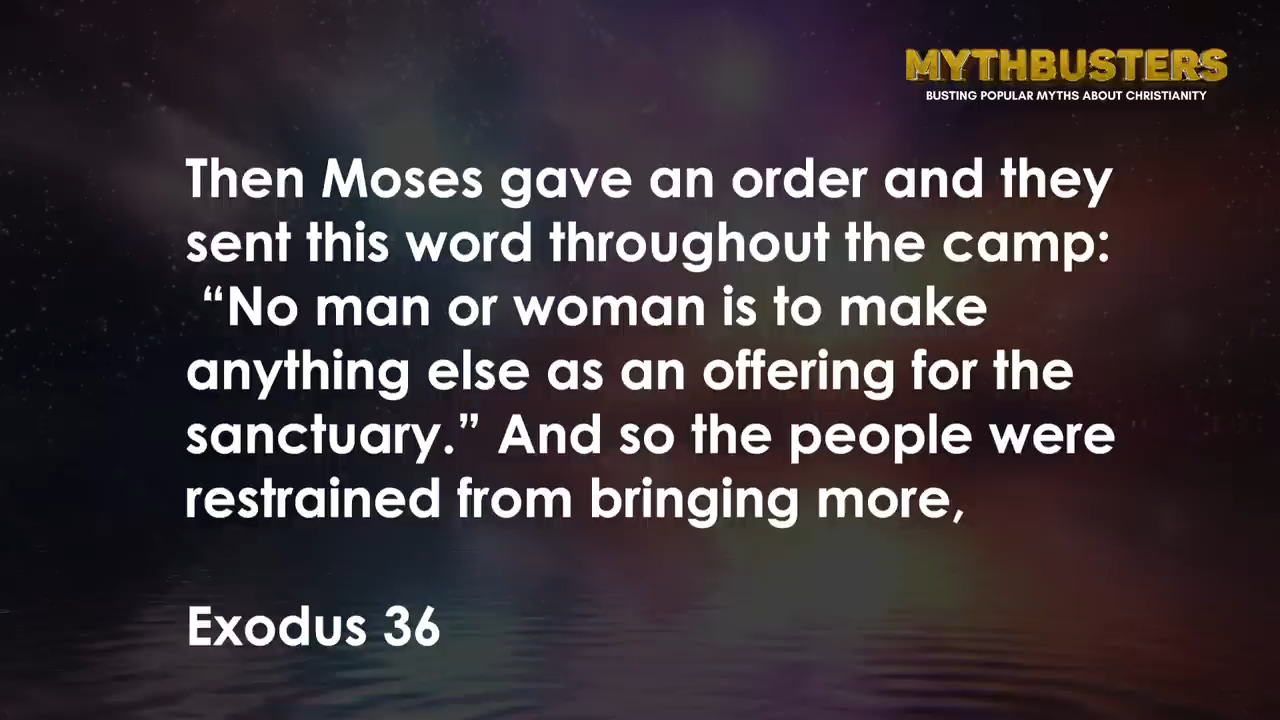 MYTHBUSTERS
BUSTING POPULAR MYTHS ABOUT CHRISTIANITY
Then Moses gave an order and they
sent this word throughout the camp:
“No man or woman is to make
anything else as an offering for the
sanctuary.” And so the people were
restrained from bringing more,
Exodus 36